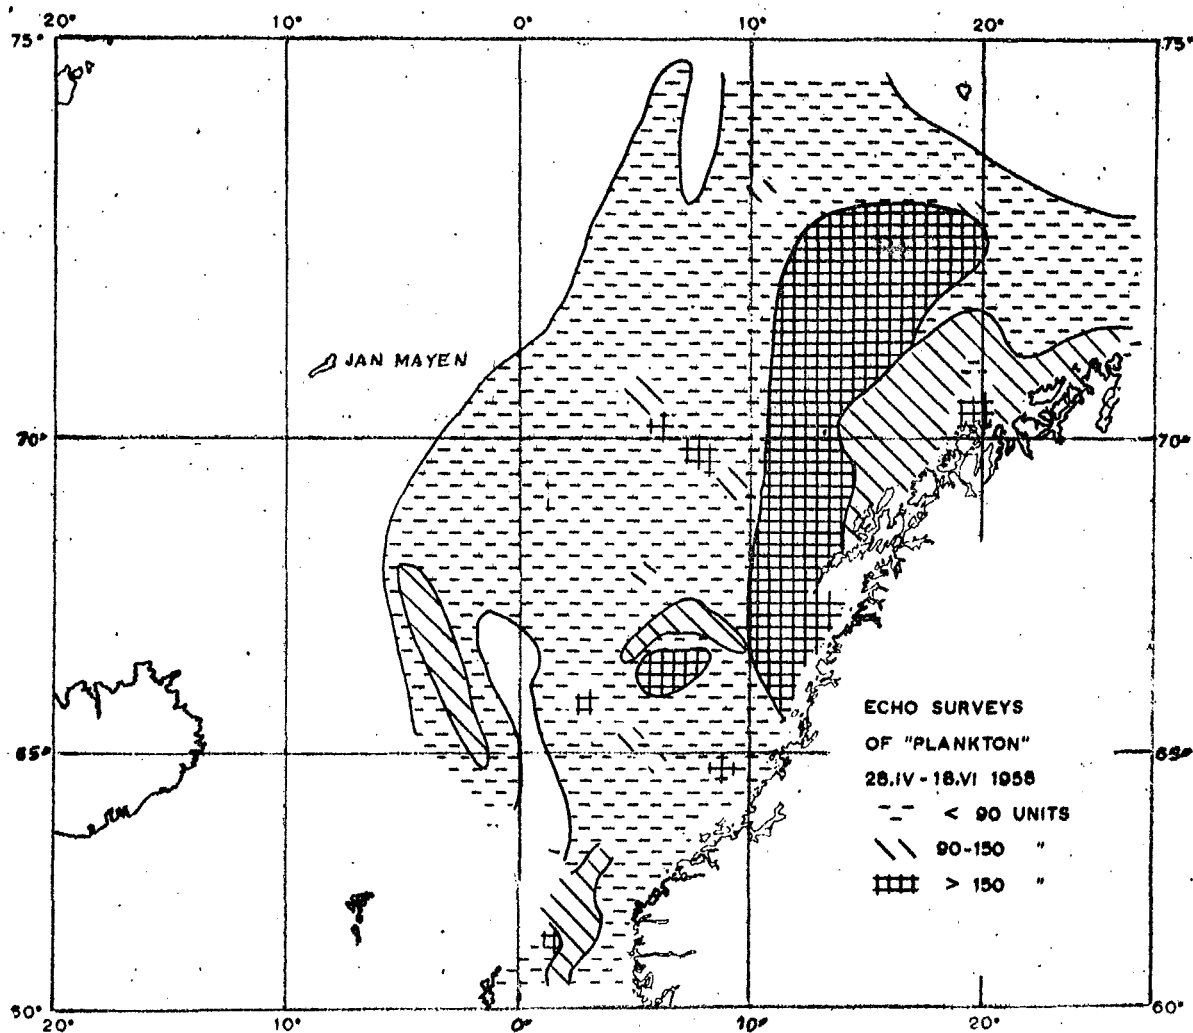 20° 10° 0° 10° 20°
75° 75°
JAN MAYEN
70° 70°
65° 65°
ECHO SURVEYS
OF "PLANKTON"
28.IV - 18.VI 1958
< 90 UNITS
90-150 "
> 150 "
60° 60°
20° 10° 0° 10° 20°